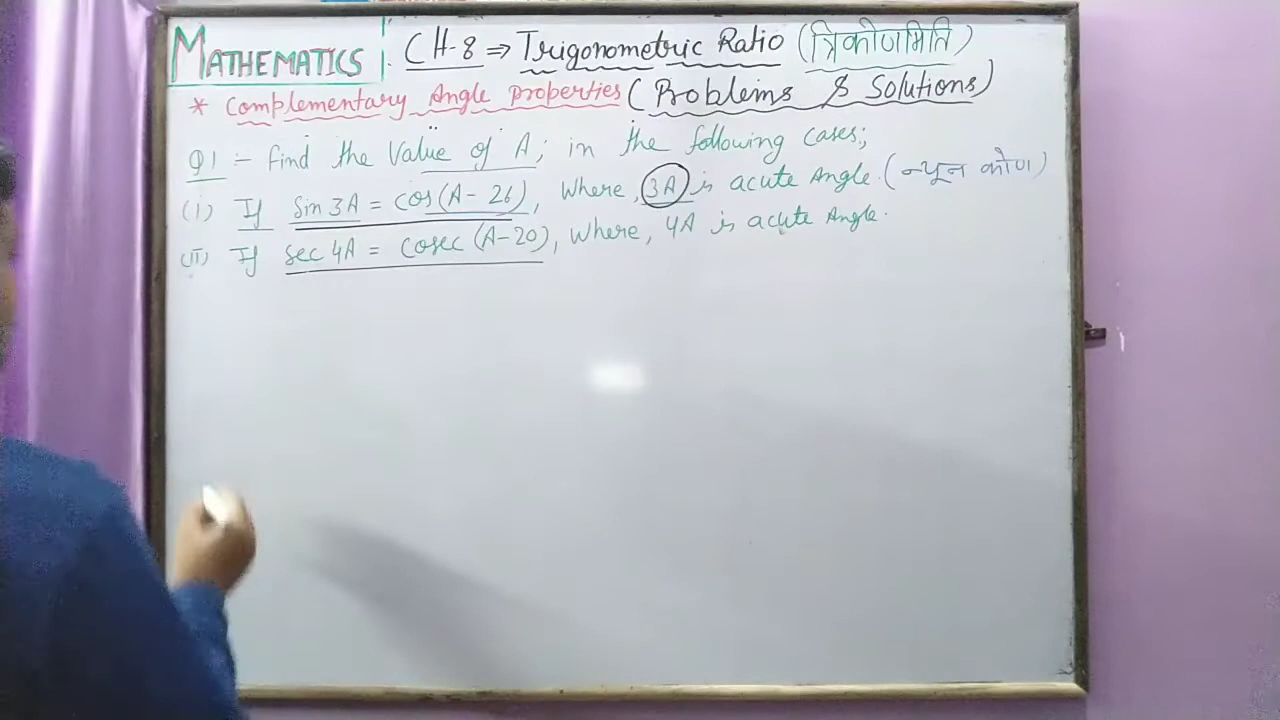 MATHEMATICS CH-8 ⇒ Trigonometric Ratio (त्रिकोणमिति)
* Complementary Angle properties (Problems & Solutions)
Q1 :- find the value of A; in the following cases;
(i) If sin 3A = cos(A - 26), where, 3A is acute Angle. (न्यून कोण)
(ii) If sec 4A = cosec (A-20), where, 4A is acute Angle.